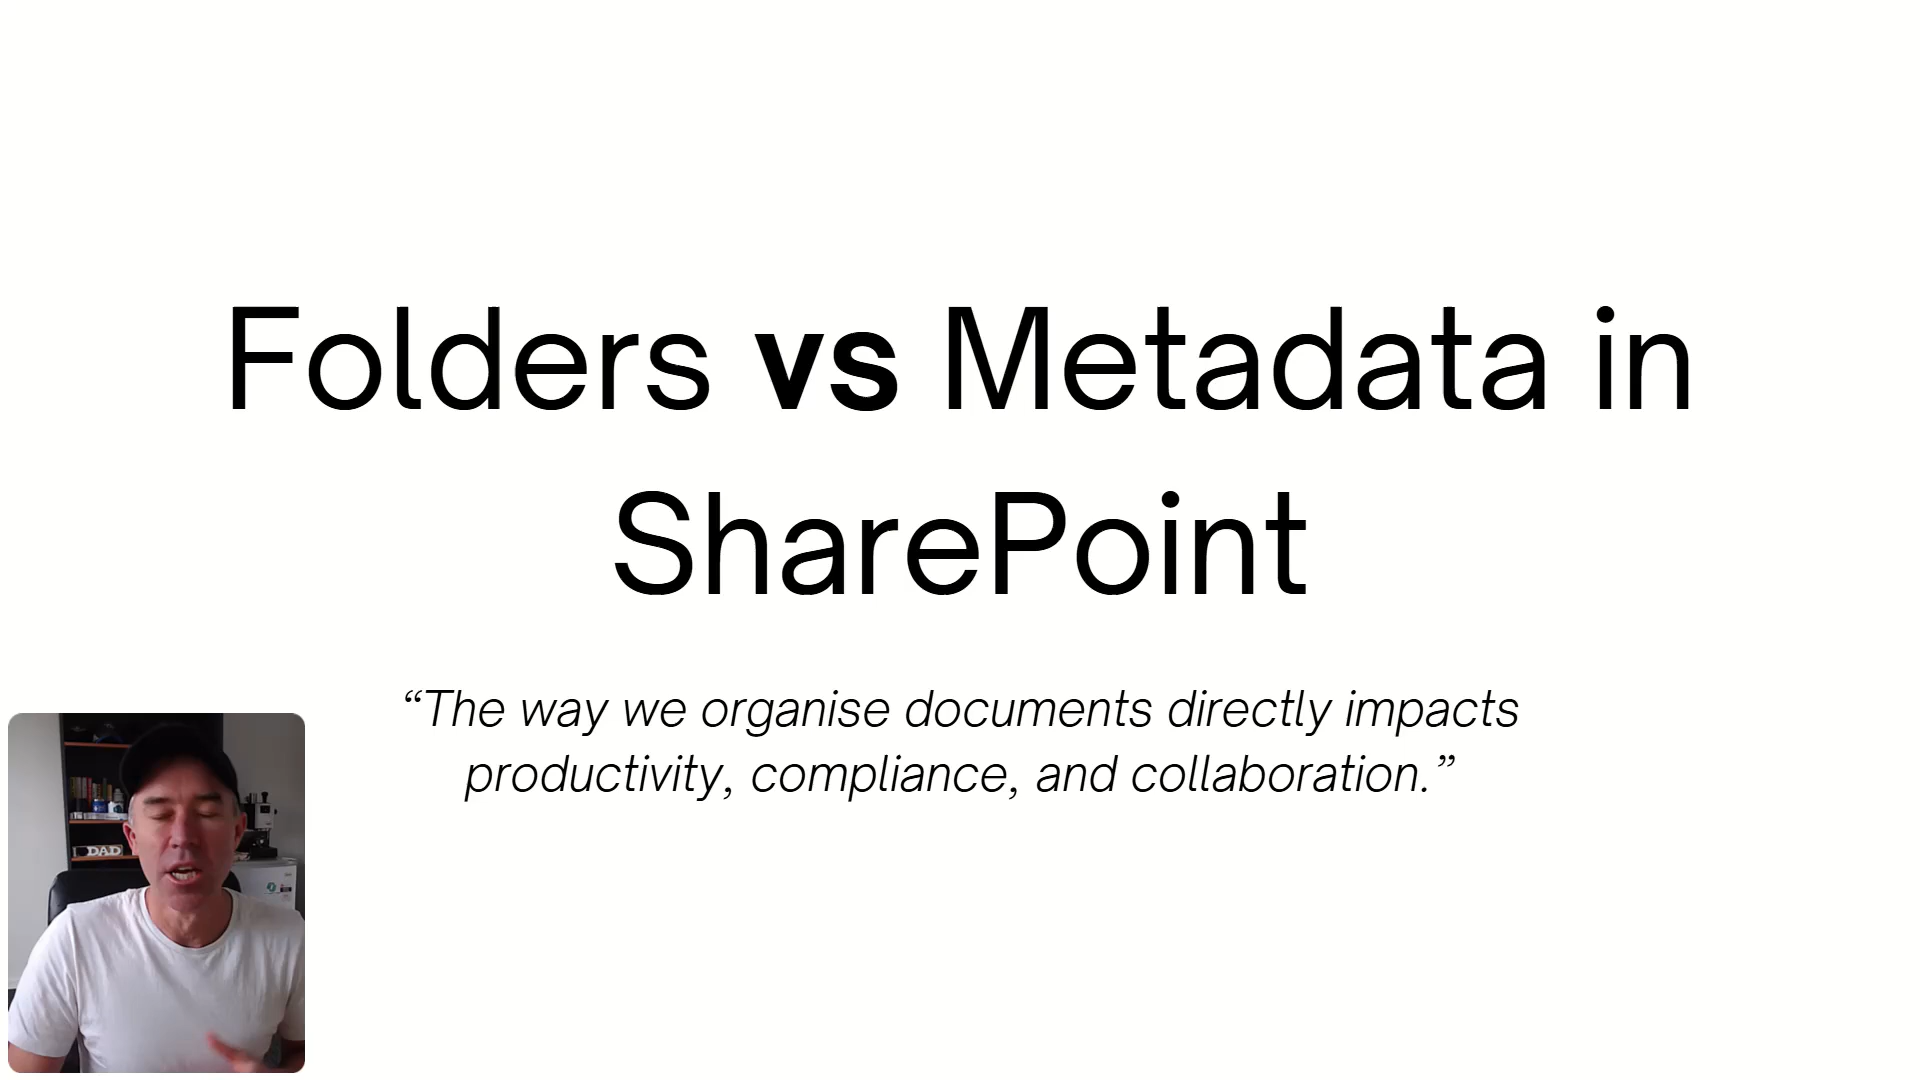 Folders vs Metadata in
SharePoint
“The way we organise documents directly impacts
productivity, compliance, and collaboration.”
DAD